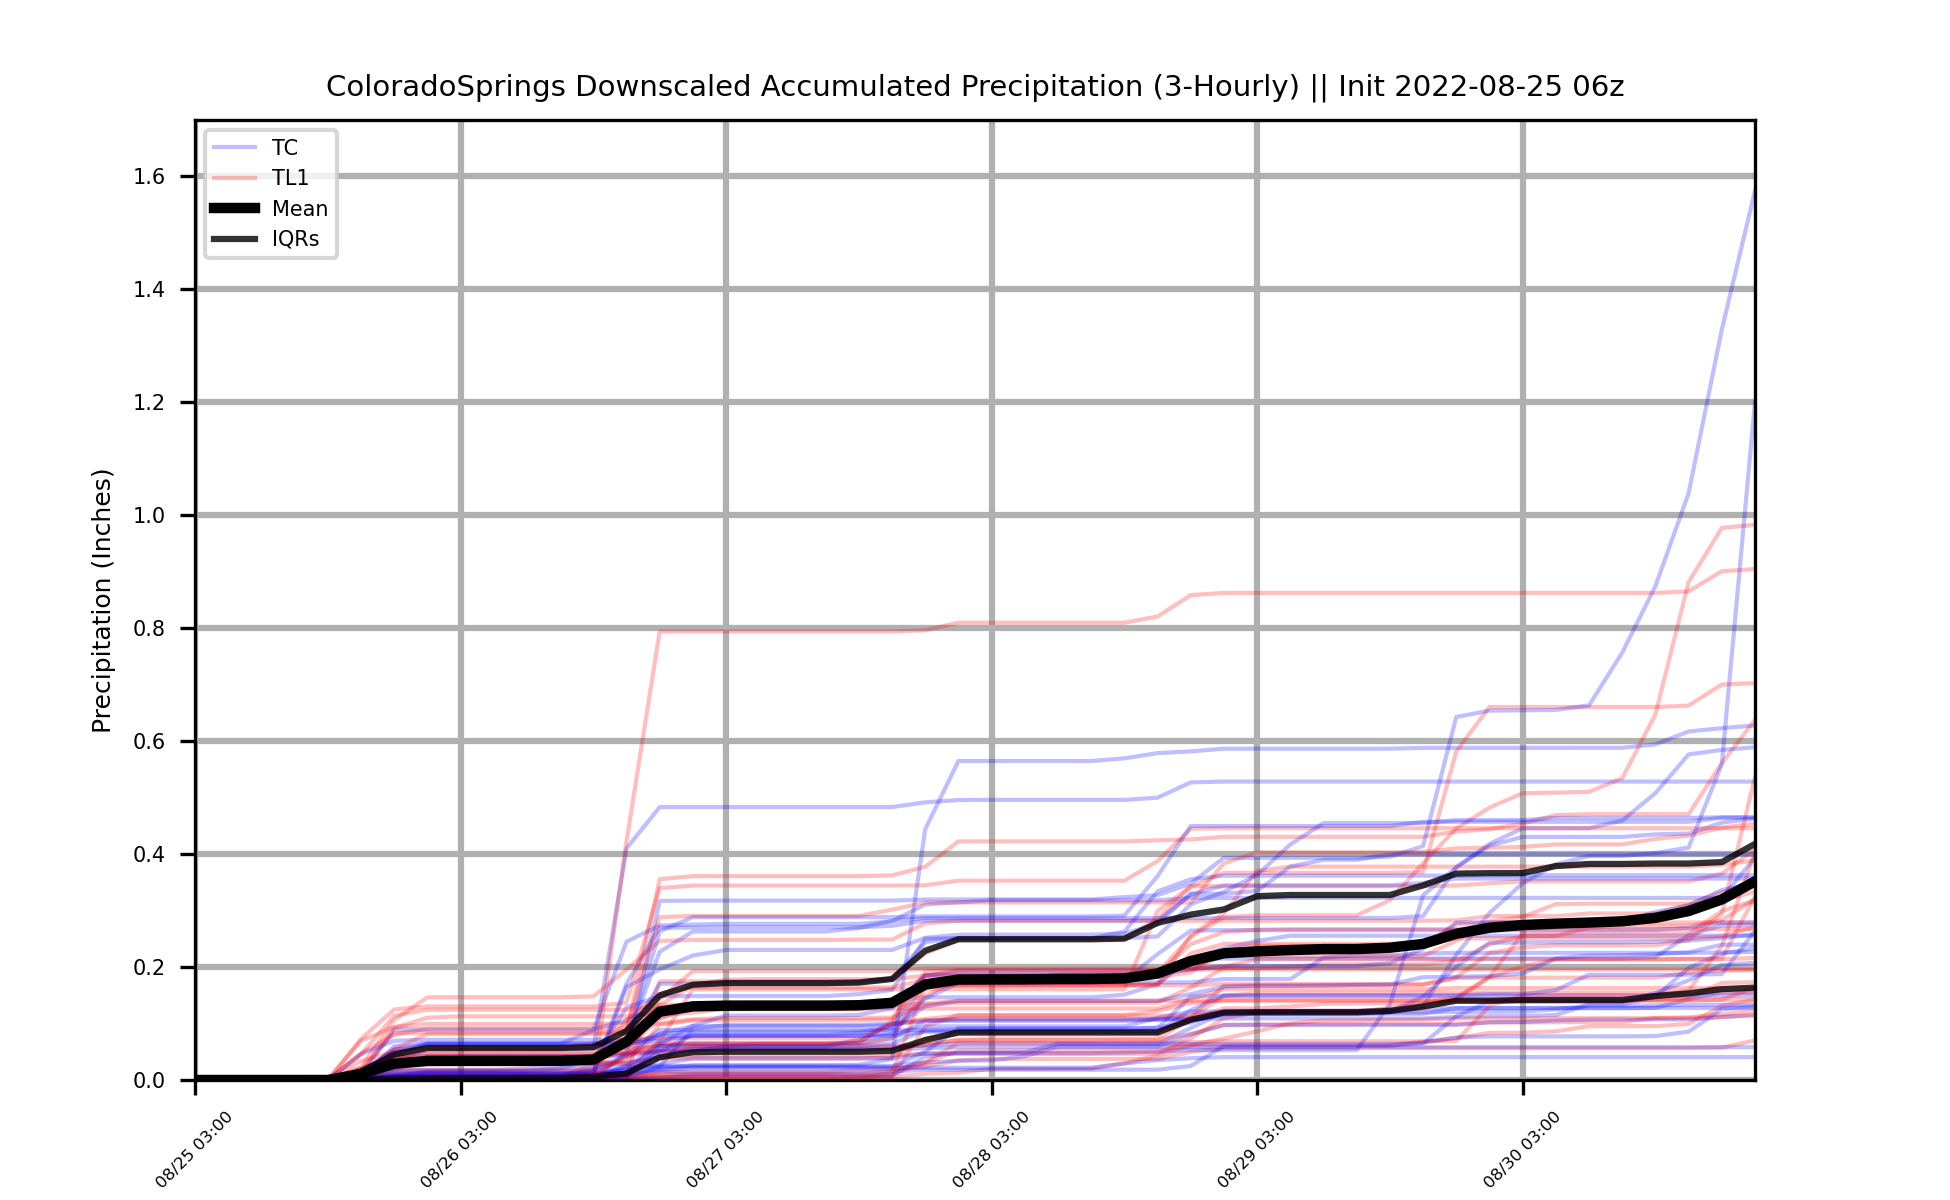 ColoradoSprings Downscaled Accumulated Precipitation (3-Hourly) || Init 2022-08-25 06z
TC
TL1
Mean
IQRs
Precipitation (Inches)
1.6
1.4
1.2
1.0
0.8
0.6
0.4
0.2
0.0
08/25 03:00
08/26 03:00
08/27 03:00
08/28 03:00
08/29 03:00
08/30 03:00